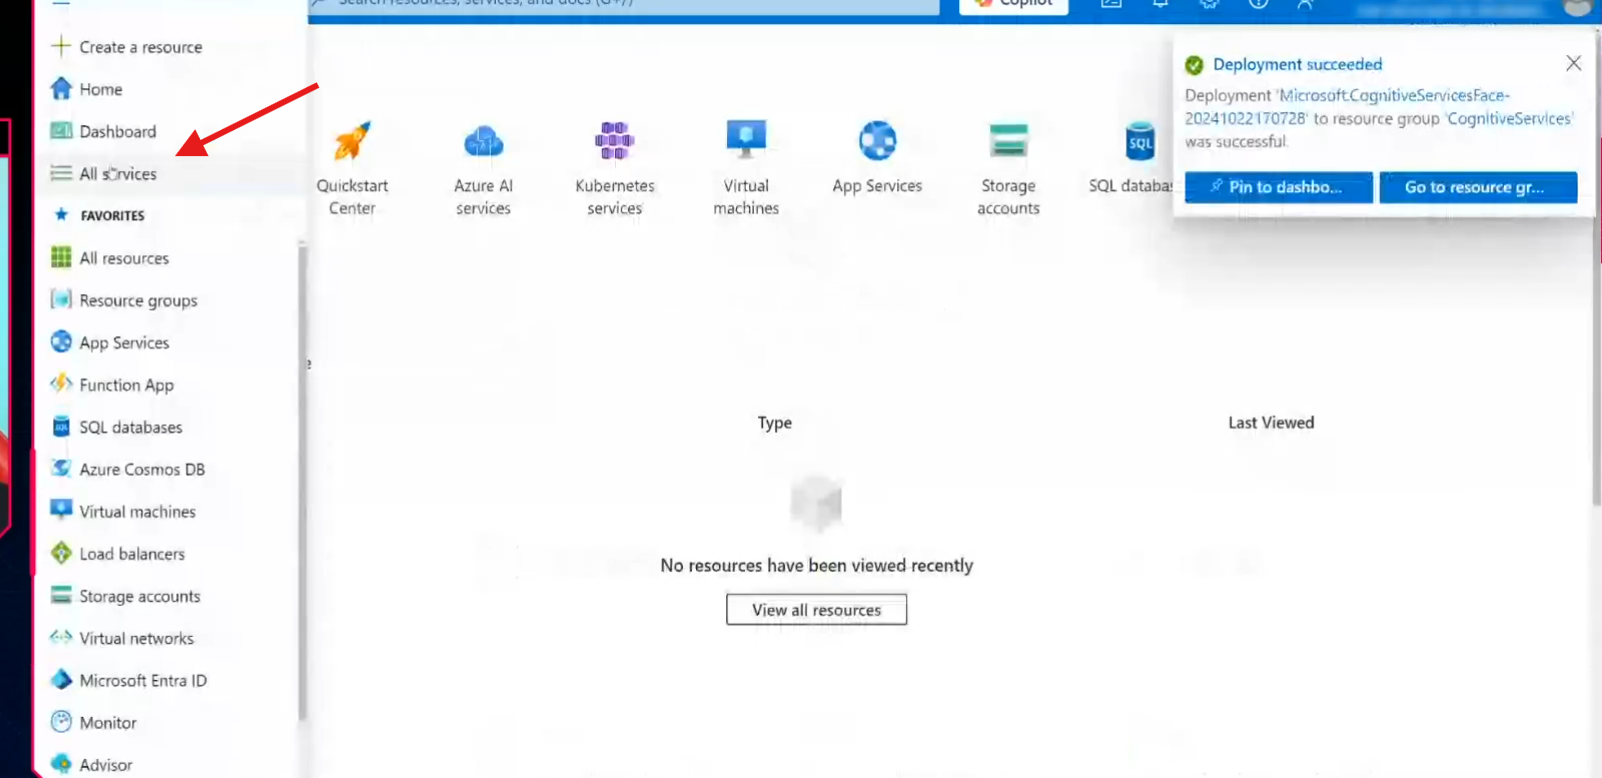 Search resources, services, and docs (G+/)
Copilot
Create a resource
Home
Dashboard
All services
FAVORITES
All resources
Resource groups
App Services
Function App
SQL databases
Azure Cosmos DB
Virtual machines
Load balancers
Storage accounts
Virtual networks
Microsoft Entra ID
Monitor
Advisor
Quickstart
Center
Azure AI
services
Kubernetes
services
Virtual
machines
App Services
Storage
accounts
SQL
SQL databas
Deployment succeeded
Deployment 'Microsoft.CognitiveServicesFace-
20241022170728' to resource group 'CognitiveServices'
was successful.
Pin to dashbo...
Go to resource gr...
e
Type
Last Viewed
No resources have been viewed recently
View all resources